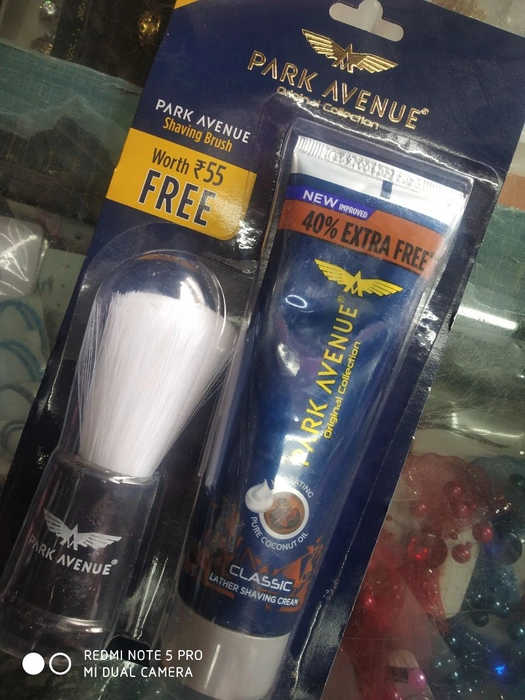 PARK AVENUE®
Original Collection
PARK AVENUE
Shaving Brush
Worth ₹55
FREE
NEW IMPROVED
40% EXTRA FREE
PARK AVENUE®
Original Collection
PURE COCONUT OIL
CLASSIC
LATHER SHAVING CREAM
PARK AVENUE®
REDMI NOTE 5 PRO
MI DUAL CAMERA